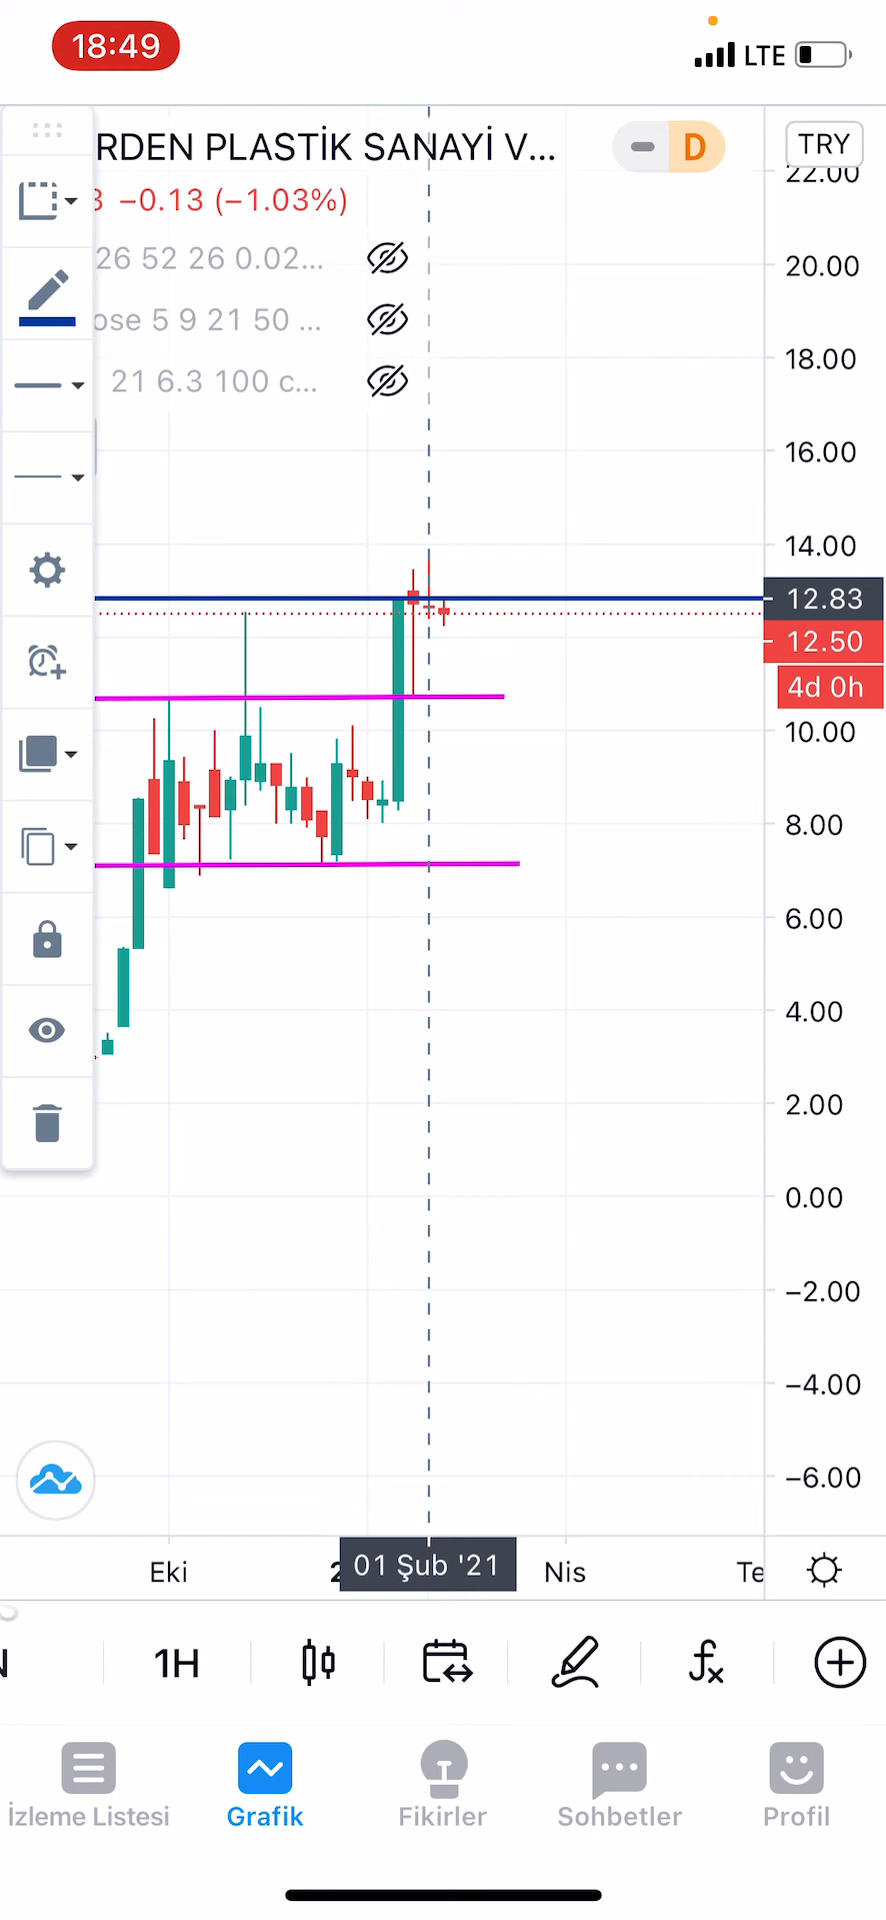 18:49
LTE
RDEN PLASTİK SANAYİ V...
D
TRY
−0.13 (−1.03%)
26 52 26 0.02...
ose 5 9 21 50 ...
21 6.3 100 c...
22.00
20.00
18.00
16.00
14.00
12.83
12.50
4d 0h
10.00
8.00
6.00
4.00
2.00
0.00
−2.00
−4.00
−6.00
Eki
2
01 Şub '21
Nis
Te
1H
fx
İzleme Listesi
Grafik
Fikirler
Sohbetler
Profil